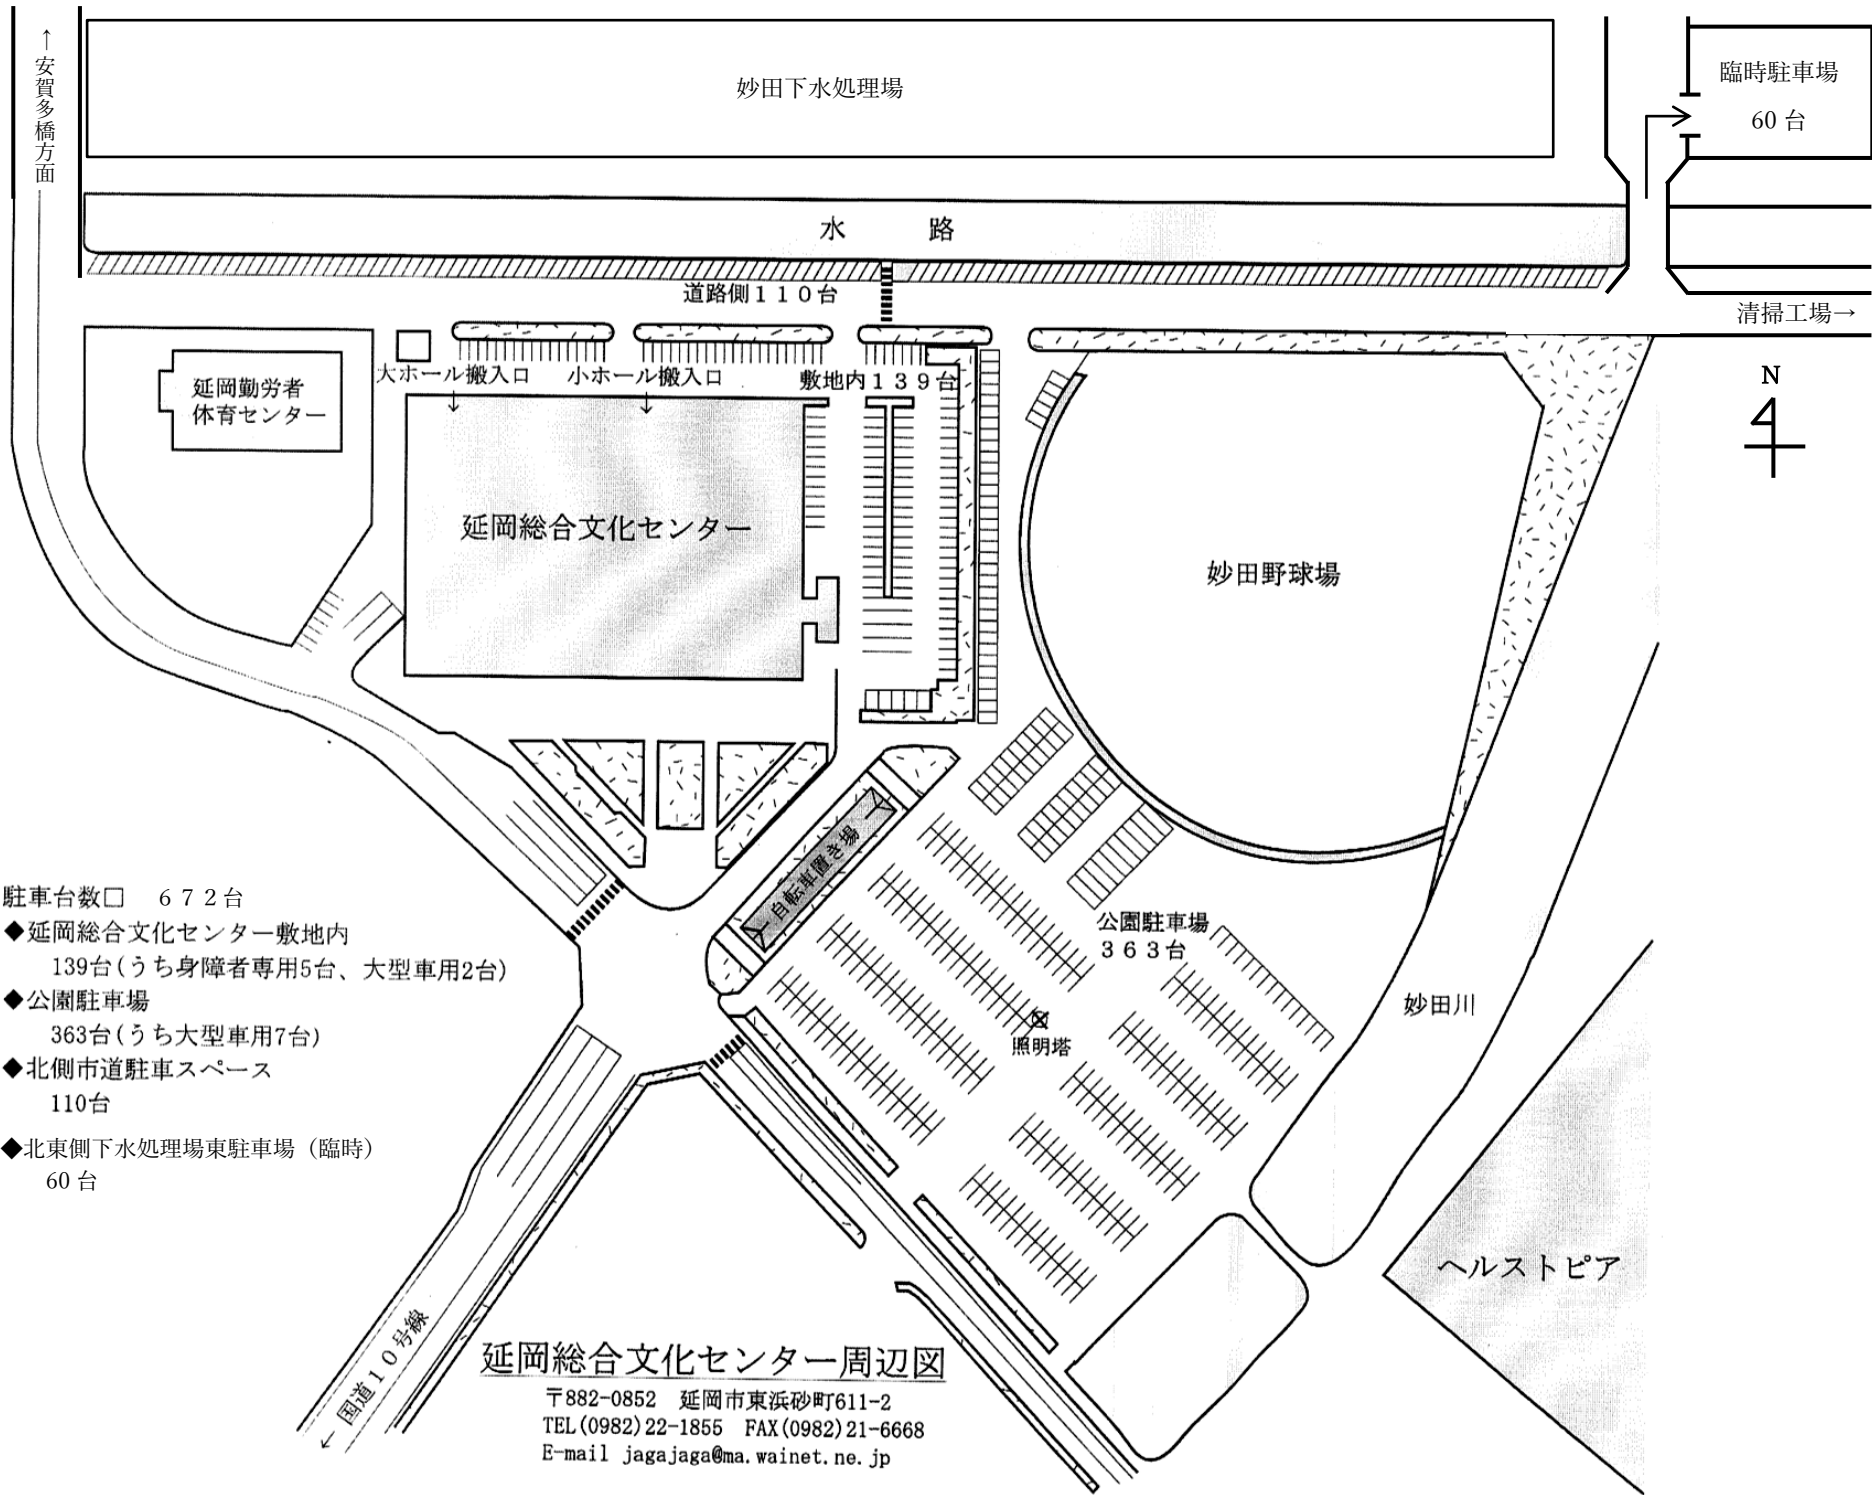 ↑安賀多橋方面
妙田下水処理場
臨時駐車場
60 台
水　路
道路側１１０台
清掃工場→
大ホール搬入口
小ホール搬入口
敷地内１３９台
延岡勤労者
体育センター
N
延岡総合文化センター
妙田野球場
自転車置き場
公園駐車場
３６３台
照明塔
妙田川
駐車台数□　６７２台
◆延岡総合文化センター敷地内
139台(うち身障者専用5台、大型車用2台)
◆公園駐車場
363台(うち大型車用7台)
◆北側市道駐車スペース
110台
◆北東側下水処理場東駐車場（臨時）
60 台
ヘルストピア
←国道１０号線
延岡総合文化センター周辺図
〒882-0852　延岡市東浜砂町611-2
TEL(0982)22-1855　FAX(0982)21-6668
E-mail jagajaga@ma.wainet.ne.jp